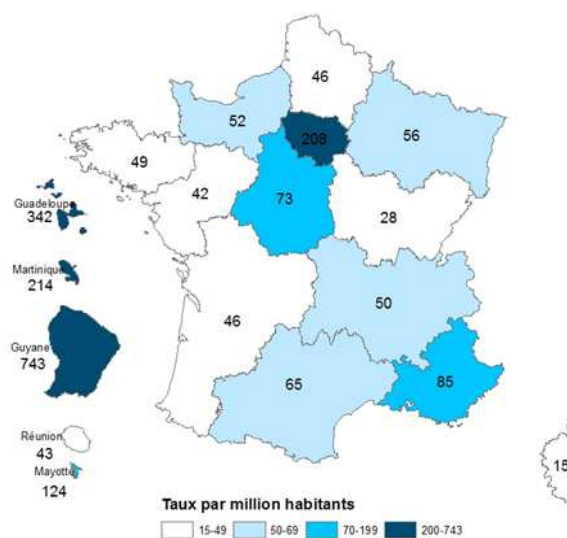 46
52
208
56
49
42
73
28
Guadeloupe
342
Martinique
214
46
50
Guyane
743
65
85
Réunion
43
Mayotte
124
15
Taux par million habitants
15-49 50-69 70-199 200-743